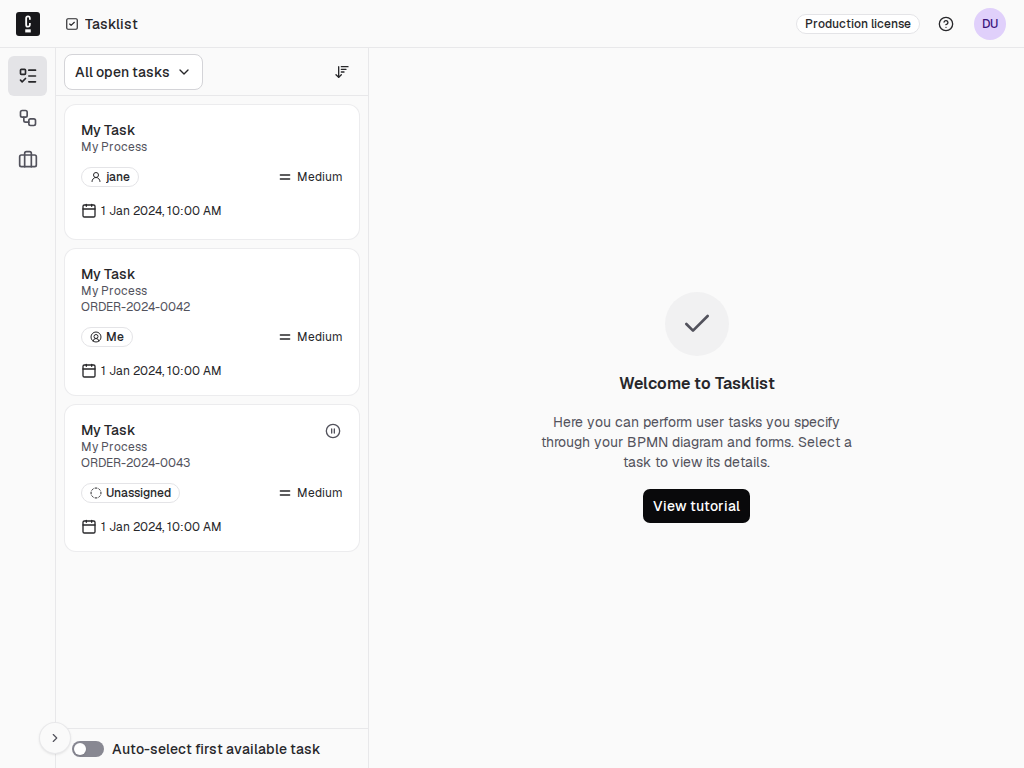 Tasklist
Production license
DU
All open tasks
My Task
My Process
jane
Medium
1 Jan 2024, 10:00 AM
My Task
My Process
ORDER-2024-0042
Me
Medium
1 Jan 2024, 10:00 AM
My Task
My Process
ORDER-2024-0043
Unassigned
Medium
1 Jan 2024, 10:00 AM
Auto-select first available task
Welcome to Tasklist
Here you can perform user tasks you specify
through your BPMN diagram and forms. Select a
task to view its details.
View tutorial